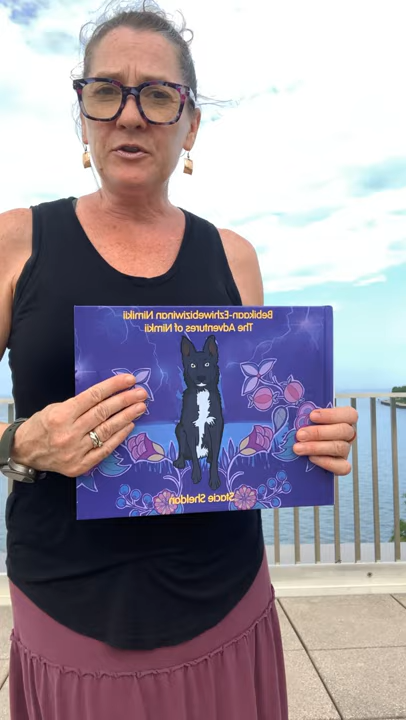 Bebikaan-Ezhiwebiziwinan Nimkii
The Adventures of Nimkii
Stacie Sheldon